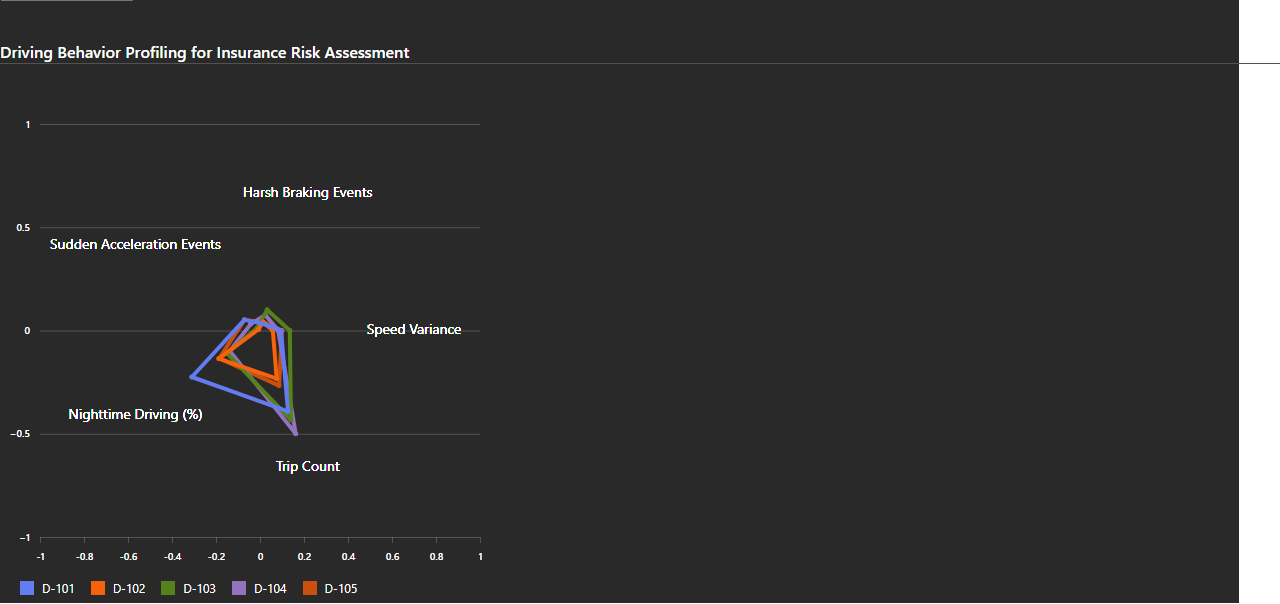 Driving Behavior Profiling for Insurance Risk Assessment
1
Harsh Braking Events
0.5
Sudden Acceleration Events
0
Speed Variance
Nighttime Driving (%)
−0.5
Trip Count
−1
-1 -0.8 -0.6 -0.4 -0.2 0 0.2 0.4 0.6 0.8 1
D-101 D-102 D-103 D-104 D-105